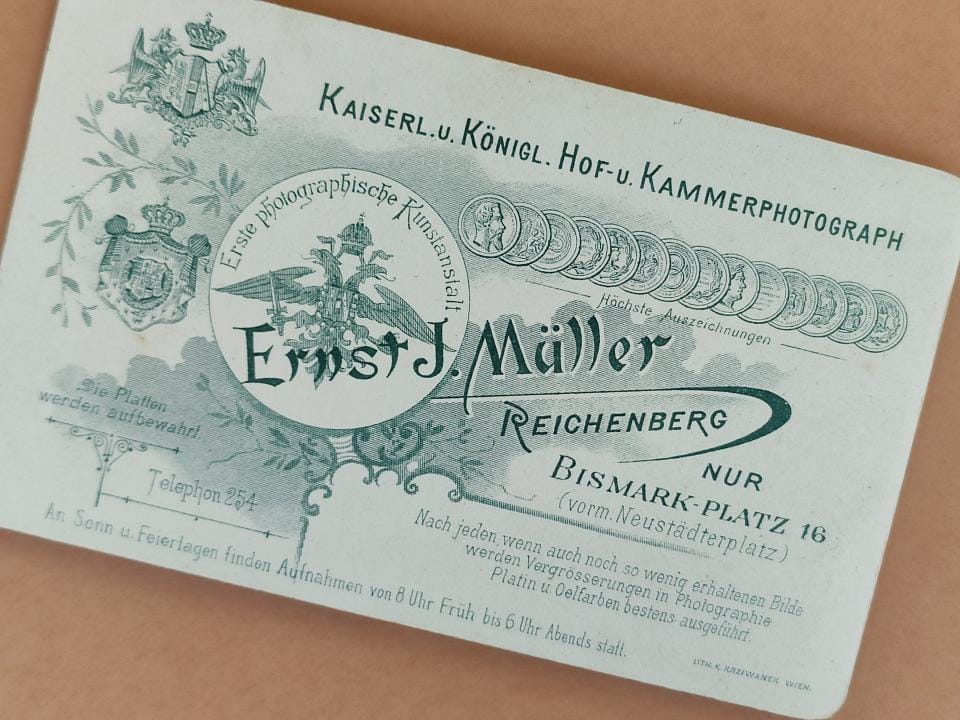 KAISERL. U. KÖNIGL. HOF- U. KAMMERPHOTOGRAPH
Erste photographische Kunstanstalt
Höchste Auszeichnungen
Ernst J. Müller
REICHENBERG
NUR
BISMARK-PLATZ 16
(vorm. Neustädterplatz)
Die Platten
werden aufbewahrt.
Telephon 254
Nach jeden, wenn auch noch so wenig erhaltenen Bilde
werden Vergrösserungen in Photographie
Platin u. Oelfarben bestens ausgeführt.
An Sonn u. Feiertagen finden Aufnahmen von 8 Uhr Früh bis 6 Uhr Abends statt.
LITH. K. KRZIWANEK, WIEN.